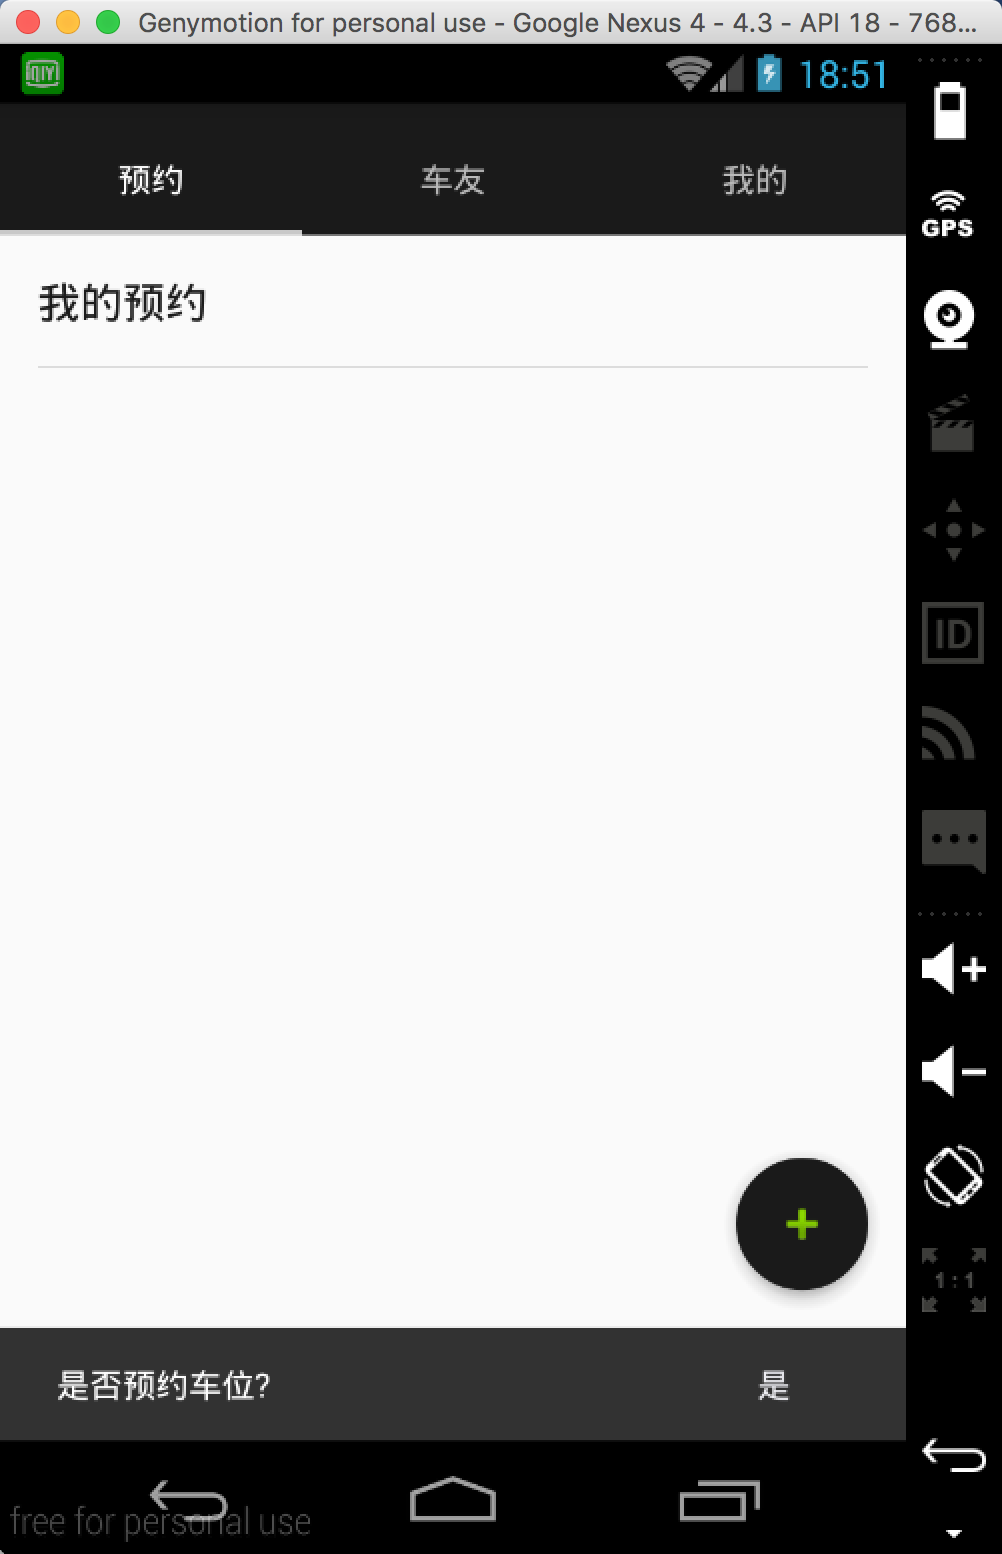 Genymotion for personal use - Google Nexus 4 - 4.3 - API 18 - 768...
iQIY
18:51
预约
车友
我的
GPS
我的预约
ID
1:1
是否预约车位?
是
free for personal use